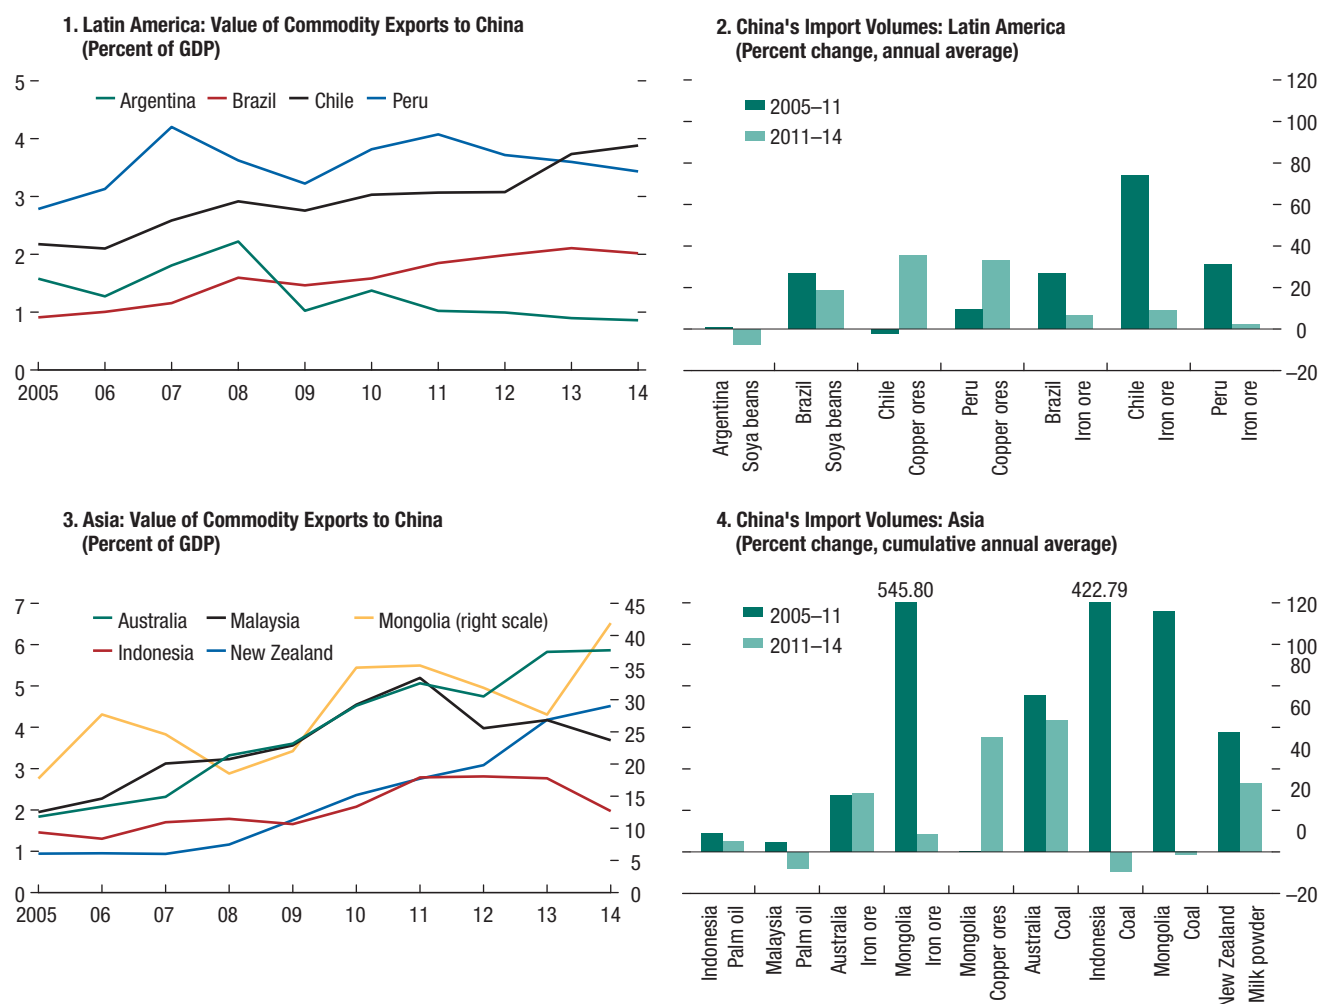 1. Latin America: Value of Commodity Exports to China
(Percent of GDP)
5
4
3
2
1
0
Argentina Brazil Chile Peru
2005 06 07 08 09 10 11 12 13 14
2. China's Import Volumes: Latin America
(Percent change, annual average)
2005–11
2011–14
120
100
80
60
40
20
0
–20
Argentina
Soya beans
Brazil
Soya beans
Chile
Copper ores
Peru
Copper ores
Brazil
Iron ore
Chile
Iron ore
Peru
Iron ore
3. Asia: Value of Commodity Exports to China
(Percent of GDP)
7
6
5
4
3
2
1
0
Australia Malaysia Mongolia (right scale)
Indonesia New Zealand
45
40
35
30
25
20
15
10
5
0
2005 06 07 08 09 10 11 12 13 14
4. China's Import Volumes: Asia
(Percent change, cumulative annual average)
545.80 422.79
2005–11
2011–14
120
100
80
60
40
20
0
–20
Indonesia
Palm oil
Malaysia
Palm oil
Australia
Iron ore
Mongolia
Iron ore
Mongolia
Copper ores
Australia
Coal
Indonesia
Coal
Mongolia
Coal
New Zealand
Milk powder